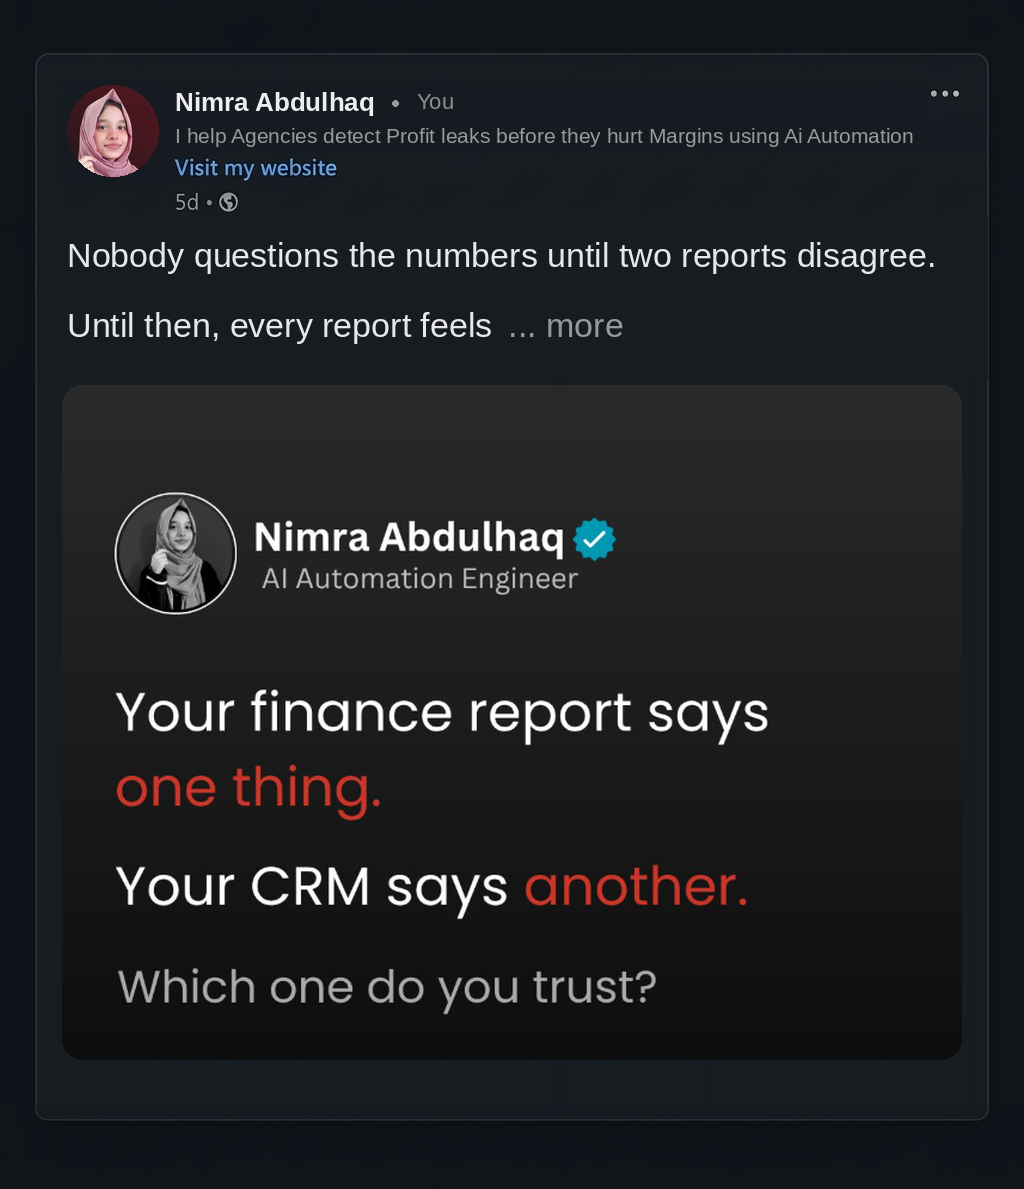 Nimra Abdulhaq • You
I help Agencies detect Profit leaks before they hurt Margins using Ai Automation
Visit my website
5d •
Nobody questions the numbers until two reports disagree.
Until then, every report feels ... more
Nimra Abdulhaq
AI Automation Engineer
Your finance report says
one thing.
Your CRM says another.
Which one do you trust?